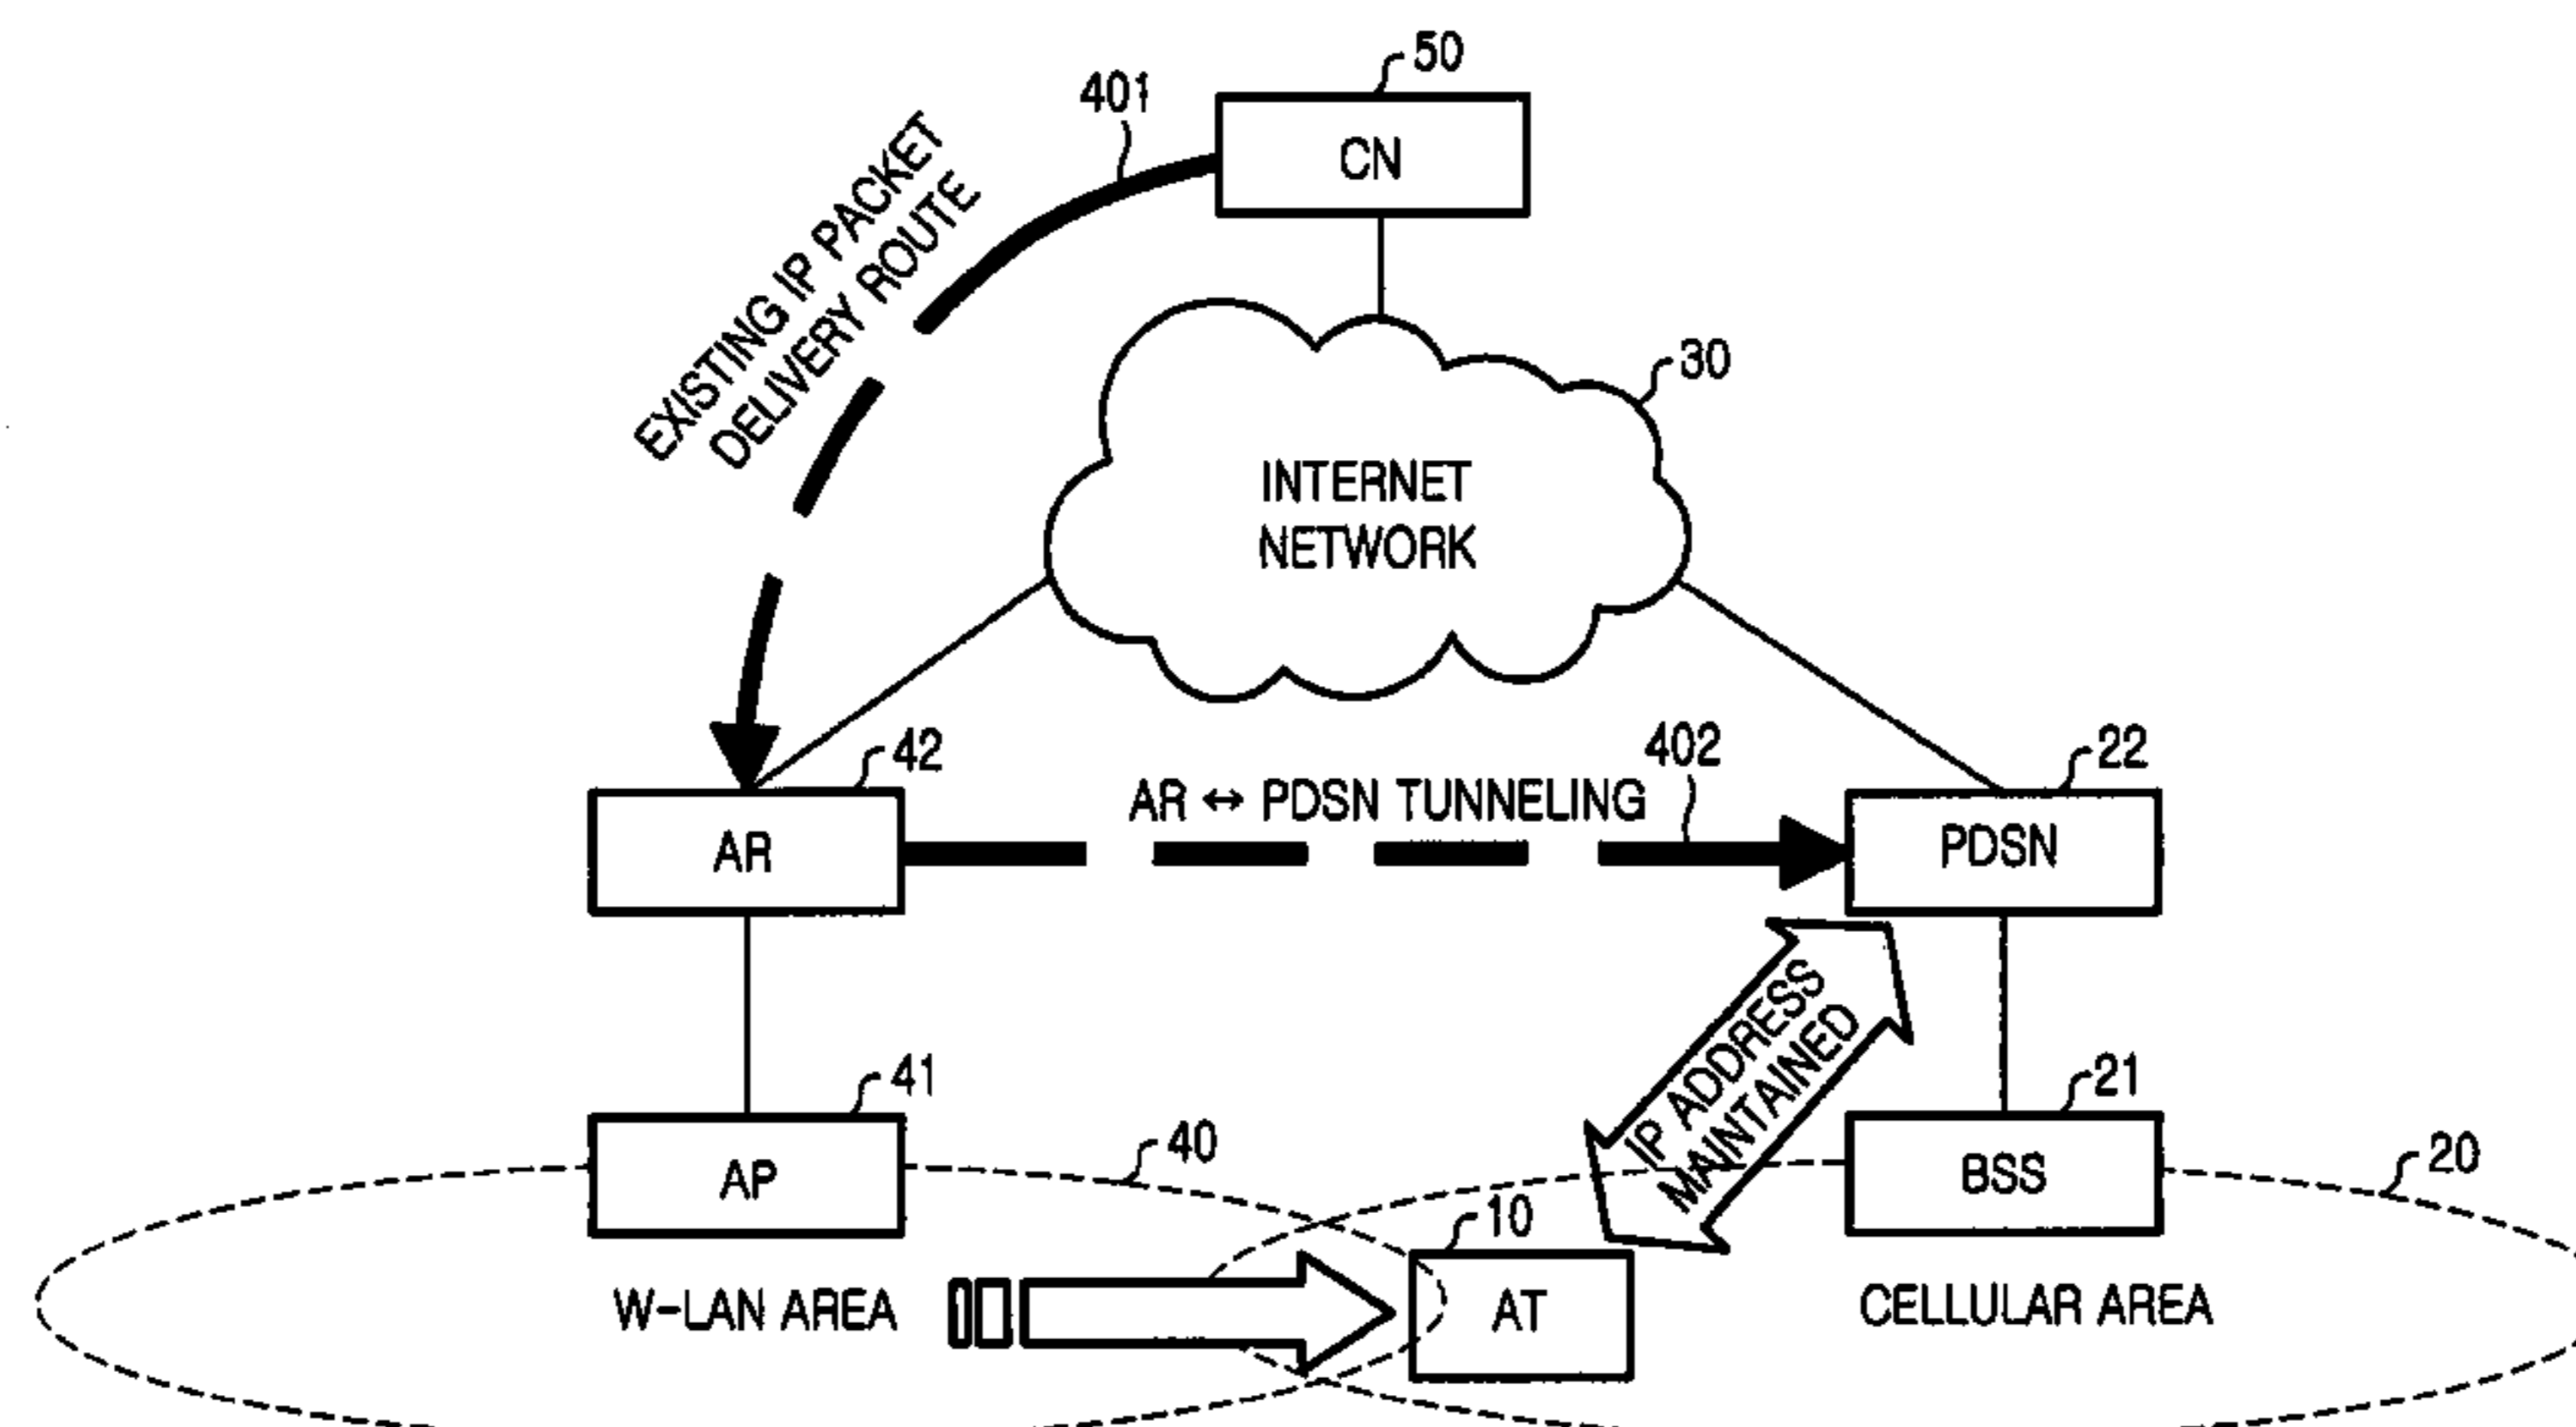 50
401
CN
EXISTING IP PACKET
DELIVERY ROUTE
30
INTERNET
NETWORK
42
402
22
AR ↔ PDSN TUNNELING
AR
PDSN
IP ADDRESS
MAINTAINED
41
21
40
20
AP
BSS
10
W-LAN AREA
AT
CELLULAR AREA